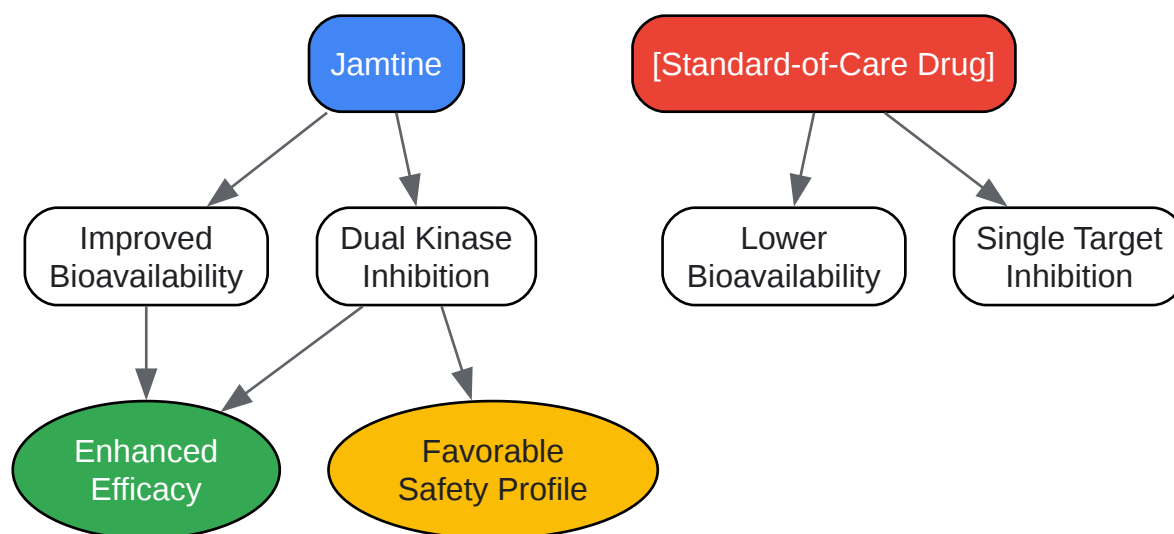 Jamtine
[Standard-of-Care Drug]
Improved
Bioavailability
Dual Kinase
Inhibition
Lower
Bioavailability
Single Target
Inhibition
Enhanced
Efficacy
Favorable
Safety Profile